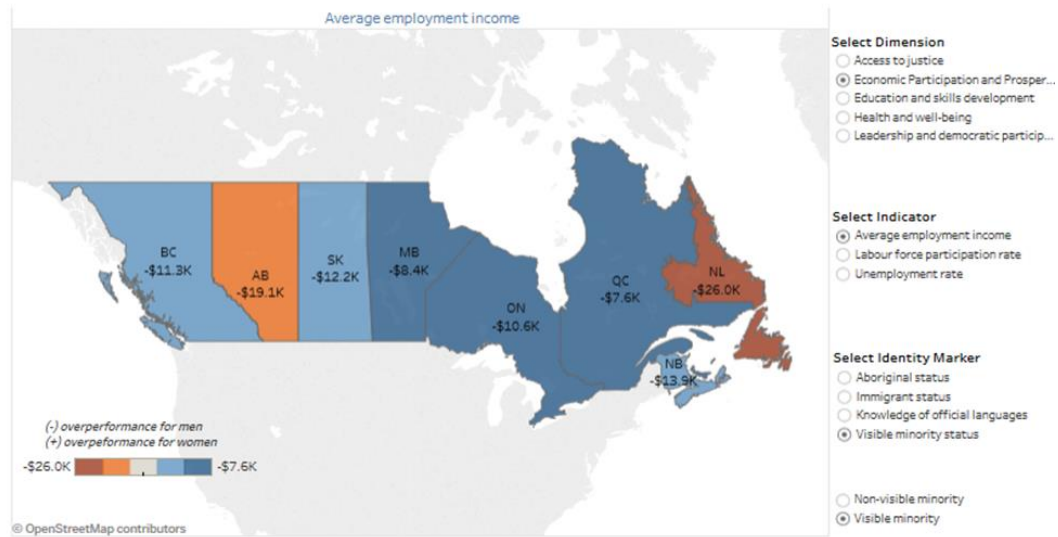 Average employment income
Select Dimension
Access to justice
Economic Participation and Prosper...
Education and skills development
Health and well-being
Leadership and democratic particip...
Select Indicator
Average employment income
Labour force participation rate
Unemployment rate
Select Identity Marker
Aboriginal status
Immigrant status
Knowledge of official languages
Visible minority status
Non-visible minority
Visible minority
BC
-$11.3K
AB
-$19.1K
SK
-$12.2K
MB
-$8.4K
ON
-$10.6K
QC
-$7.6K
NL
-$26.0K
NB
-$13.9K
(-) overperformance for men
(+) overpeformance for women
-$26.0K
-$7.6K
© OpenStreetMap contributors